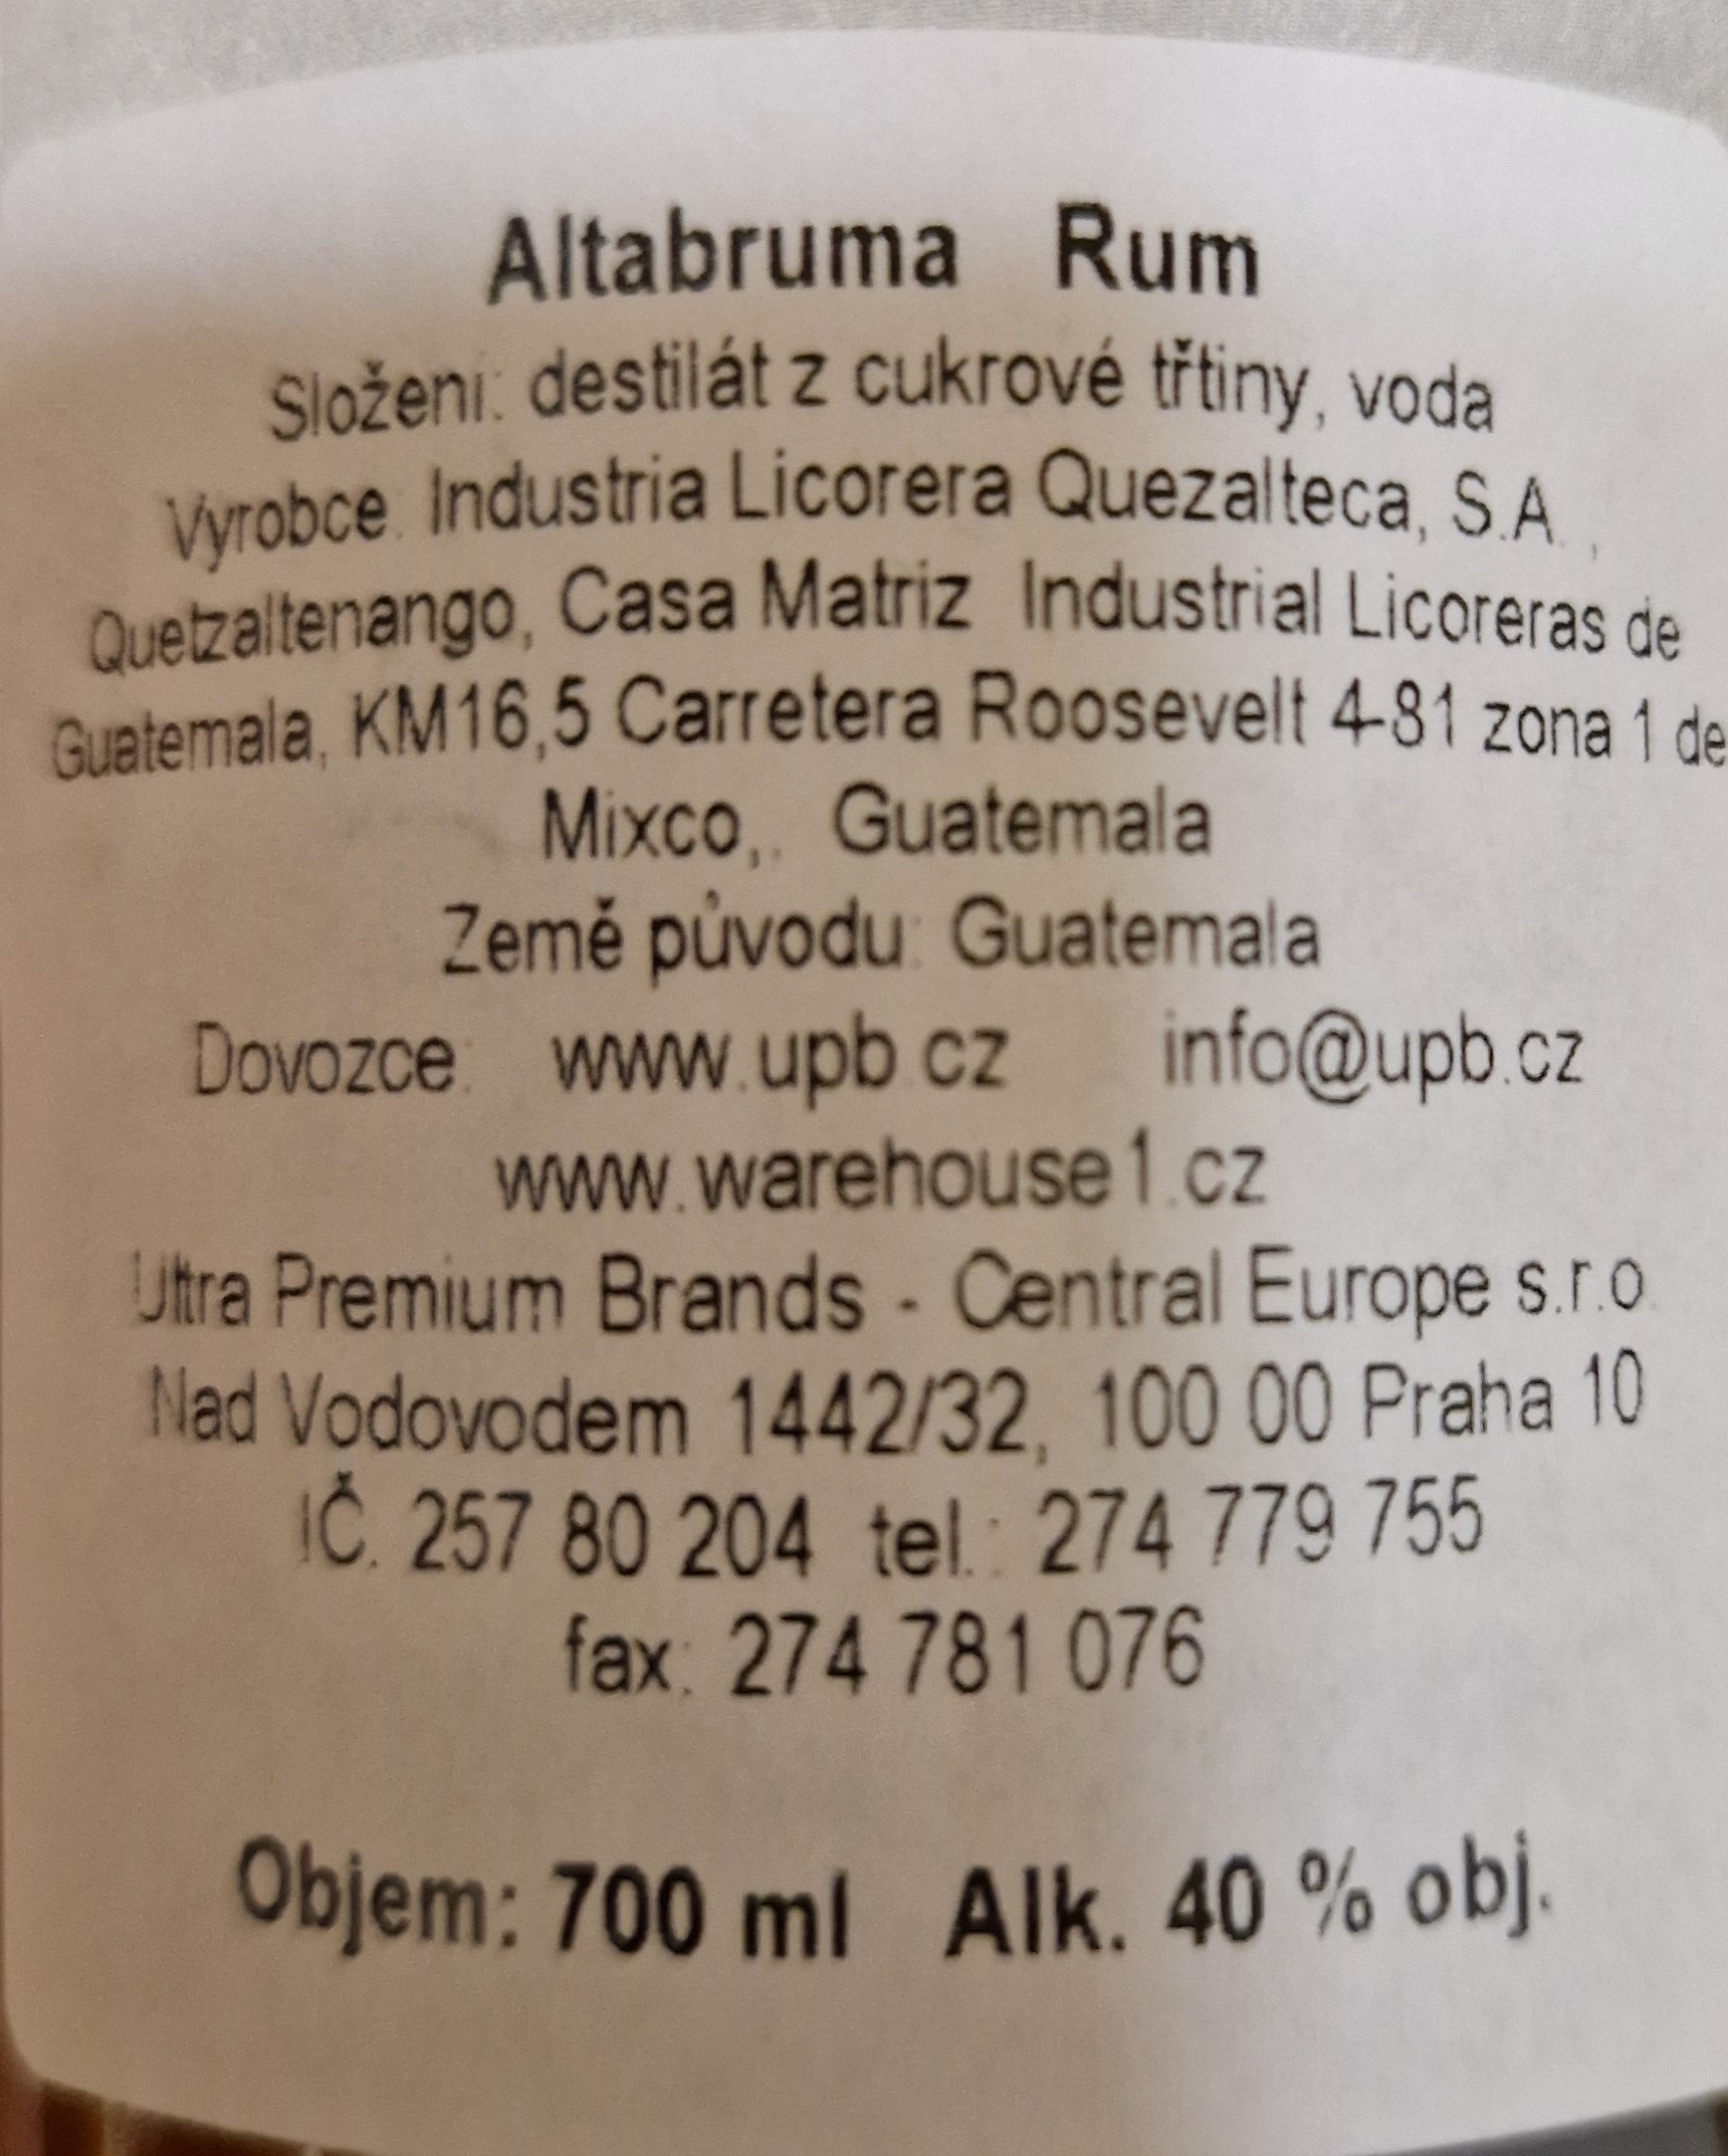 Altabruma Rum
Složení: destilát z cukrové třtiny, voda
Vyrobce: Industria Licorera Quezalteca, S.A.,
Quetzaltenango, Casa Matriz Industrial Licoreras de
Guatemala, KM16,5 Carretera Roosevelt 4-81 zona 1 de
Mixco,. Guatemala
Země původu: Guatemala
Dovozce: www.upb.cz info@upb.cz
www.warehouse1.cz
Ultra Premium Brands - Central Europe s.r.o.
Nad Vodovodem 1442/32, 100 00 Praha 10
IČ. 257 80 204 tel.: 274 779 755
fax: 274 781 076
Objem: 700 ml Alk. 40 % obj.